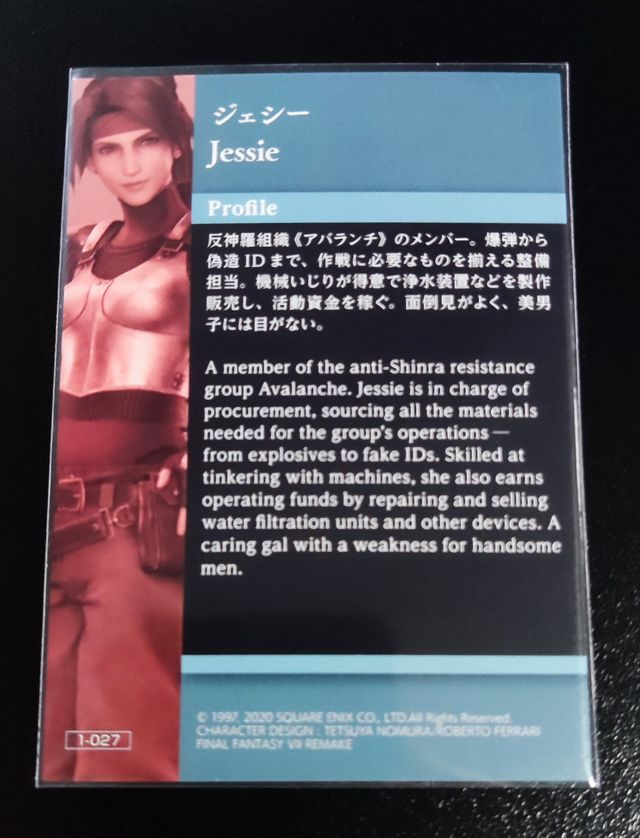 ジェシー
Jessie
Profile
反神羅組織《アバランチ》のメンバー。爆弾から
偽造IDまで、作戦に必要なものを揃える整備
担当。機械いじりが得意で浄水装置などを製作
販売し、活動資金を稼ぐ。面倒見がよく、美男
子には目がない。
A member of the anti-Shinra resistance
group Avalanche. Jessie is in charge of
procurement, sourcing all the materials
needed for the group's operations—
from explosives to fake IDs. Skilled at
tinkering with machines, she also earns
operating funds by repairing and selling
water filtration units and other devices. A
caring gal with a weakness for handsome
men.
© 1997, 2020 SQUARE ENIX CO., LTD.All Rights Reserved.
CHARACTER DESIGN : TETSUYA NOMURA/ROBERTO FERRARI
FINAL FANTASY VII REMAKE
1-027